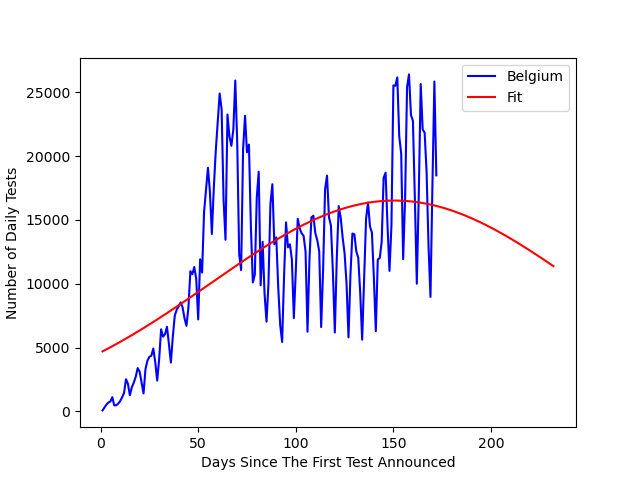 Belgium
Fit
25000
20000
15000
10000
5000
0
Number of Daily Tests
0 50 100 150 200
Days Since The First Test Announced